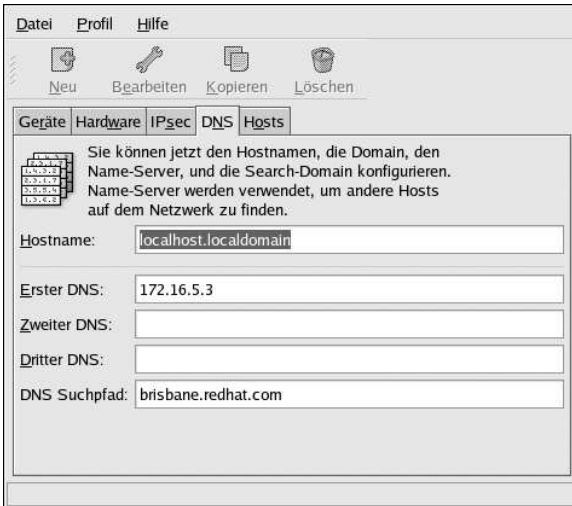 Datei Profil Hilfe
Neu Bearbeiten Kopieren Löschen
Geräte Hardware IPsec DNS Hosts
Sie können jetzt den Hostnamen, die Domain, den
Name-Server, und die Search-Domain konfigurieren.
Name-Server werden verwendet, um andere Hosts
auf dem Netzwerk zu finden.
Hostname: localhost.localdomain
Erster DNS: 172.16.5.3
Zweiter DNS:
Dritter DNS:
DNS Suchpfad: brisbane.redhat.com